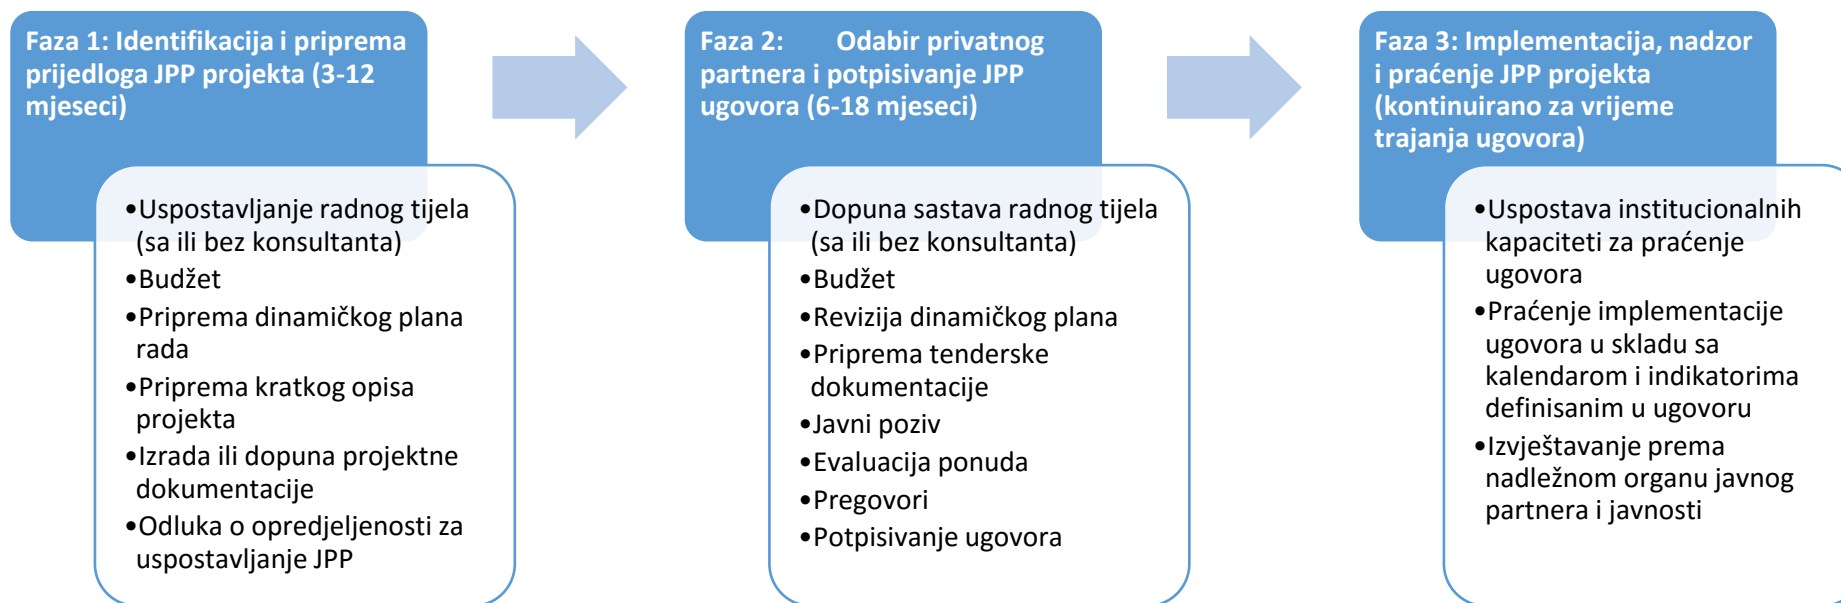 Faza 1: Identifikacija i priprema
prijedloga JPP projekta (3-12
mjeseci)
•Uspostavljanje radnog tijela
(sa ili bez konsultanta)
•Budžet
•Priprema dinamičkog plana
rada
•Priprema kratkog opisa
projekta
•Izrada ili dopuna projektne
dokumentacije
•Odluka o opredjeljenosti za
uspostavljanje JPP
Faza 2: Odabir privatnog
partnera i potpisivanje JPP
ugovora (6-18 mjeseci)
•Dopuna sastava radnog tijela
(sa ili bez konsultanta)
•Budžet
•Revizija dinamičkog plana
•Priprema tenderske
dokumentacije
•Javni poziv
•Evaluacija ponuda
•Pregovori
•Potpisivanje ugovora
Faza 3: Implementacija, nadzor
i praćenje JPP projekta
(kontinuirano za vrijeme
trajanja ugovora)
•Uspostava institucionalnih
kapaciteti za praćenje
ugovora
•Praćenje implementacije
ugovora u skladu sa
kalendarom i indikatorima
definisanim u ugovoru
•Izvještavanje prema
nadležnom organu javnog
partnera i javnosti